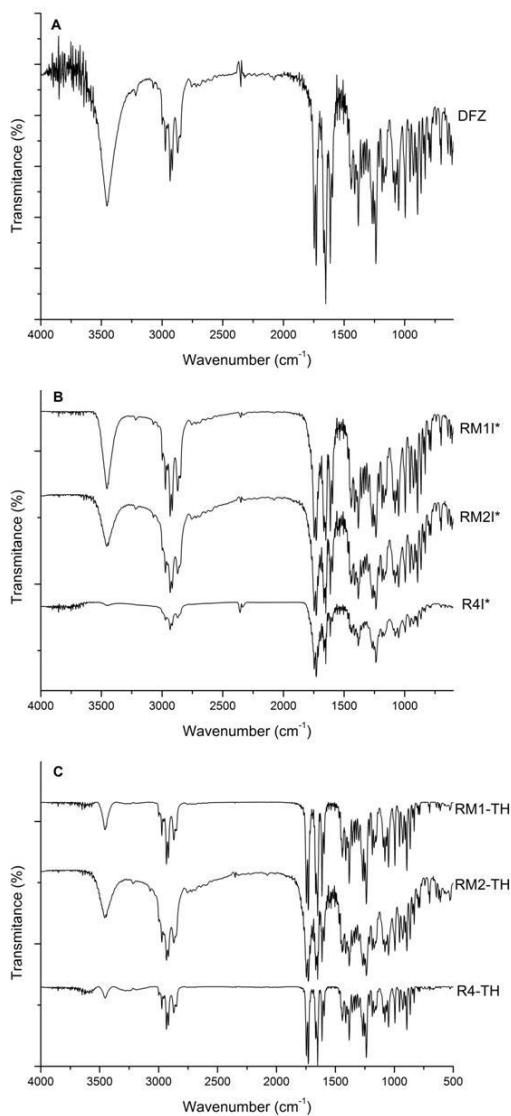 A
Transmitance (%)
DFZ
4000 3500 3000 2500 2000 1500 1000
Wavenumber (cm-1)
B
Transmitance (%)
RM1I*
RM2I*
R4I*
4000 3500 3000 2500 2000 1500 1000
Wavenumber (cm-1)
C
Transmitance (%)
RM1-TH
RM2-TH
R4-TH
4000 3500 3000 2500 2000 1500 1000 500
Wavenumber (cm-1)